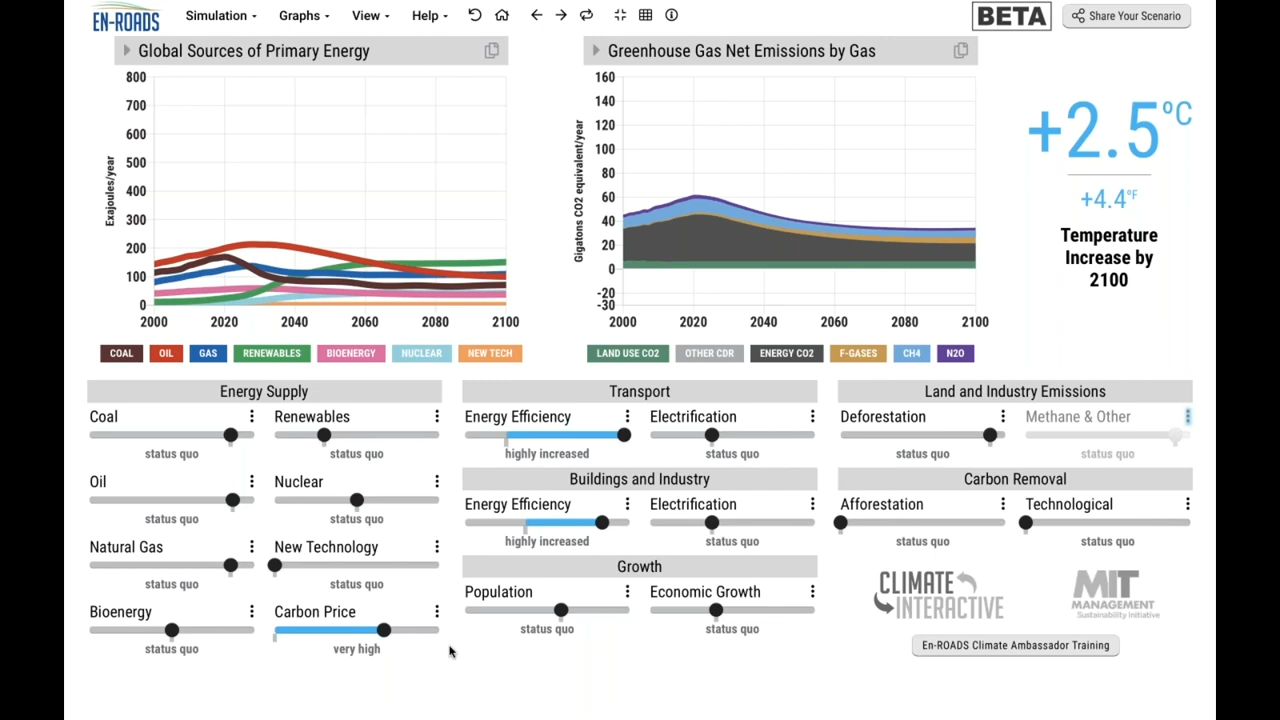 EN-ROADS
Simulation
Graphs
View
Help
BETA
Share Your Scenario
Global Sources of Primary Energy
800
700
600
500
400
300
200
100
0
Exajoules/year
2000 2020 2040 2060 2080 2100
COAL OIL GAS RENEWABLES BIOENERGY NUCLEAR NEW TECH
Greenhouse Gas Net Emissions by Gas
160
140
120
100
80
60
40
20
0
-20
-30
Gigatons CO2 equivalent/year
2000 2020 2040 2060 2080 2100
LAND USE CO2 OTHER CDR ENERGY CO2 F-GASES CH4 N2O
+2.5°C
+4.4°F
Temperature
Increase by
2100
Energy Supply
Coal
status quo
Renewables
status quo
Oil
status quo
Nuclear
status quo
Natural Gas
status quo
New Technology
status quo
Bioenergy
status quo
Carbon Price
very high
Transport
Energy Efficiency
highly increased
Electrification
status quo
Buildings and Industry
Energy Efficiency
highly increased
Electrification
status quo
Growth
Population
status quo
Economic Growth
status quo
Land and Industry Emissions
Deforestation
status quo
Methane & Other
status quo
Carbon Removal
Afforestation
status quo
Technological
status quo
CLIMATE
INTERACTIVE
MIT
MANAGEMENT
Sustainability Initiative
En-ROADS Climate Ambassador Training